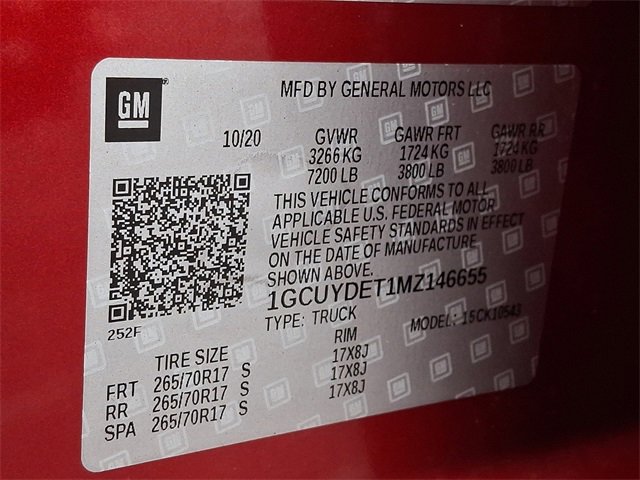 GM
MFD BY GENERAL MOTORS LLC
10/20 GVWR GAWR FRT GAWR RR
3266 KG 1724 KG 1724 KG
7200 LB 3800 LB 3800 LB
THIS VEHICLE CONFORMS TO ALL
APPLICABLE U.S. FEDERAL MOTOR
VEHICLE SAFETY STANDARDS IN EFFECT
ON THE DATE OF MANUFACTURE
SHOWN ABOVE.
1GCUYDET1MZ146655
252F
TYPE: TRUCK MODEL: 15CK10543
TIRE SIZE RIM
FRT 265/70R17 S 17X8J
RR 265/70R17 S 17X8J
SPA 265/70R17 S 17X8J